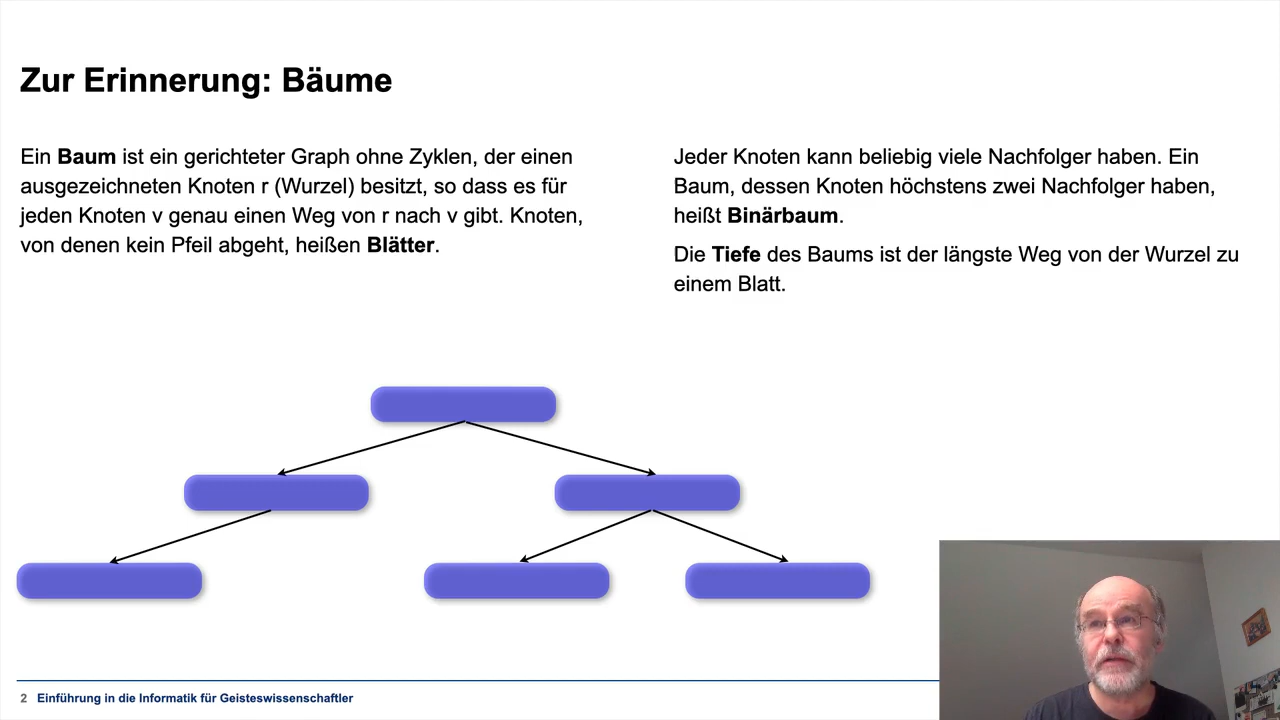 Zur Erinnerung: Bäume
Ein Baum ist ein gerichteter Graph ohne Zyklen, der einen
ausgezeichneten Knoten r (Wurzel) besitzt, so dass es für
jeden Knoten v genau einen Weg von r nach v gibt. Knoten,
von denen kein Pfeil abgeht, heißen Blätter.
Jeder Knoten kann beliebig viele Nachfolger haben. Ein
Baum, dessen Knoten höchstens zwei Nachfolger haben,
heißt Binärbaum.
Die Tiefe des Baums ist der längste Weg von der Wurzel zu
einem Blatt.
2 Einführung in die Informatik für Geisteswissenschaftler